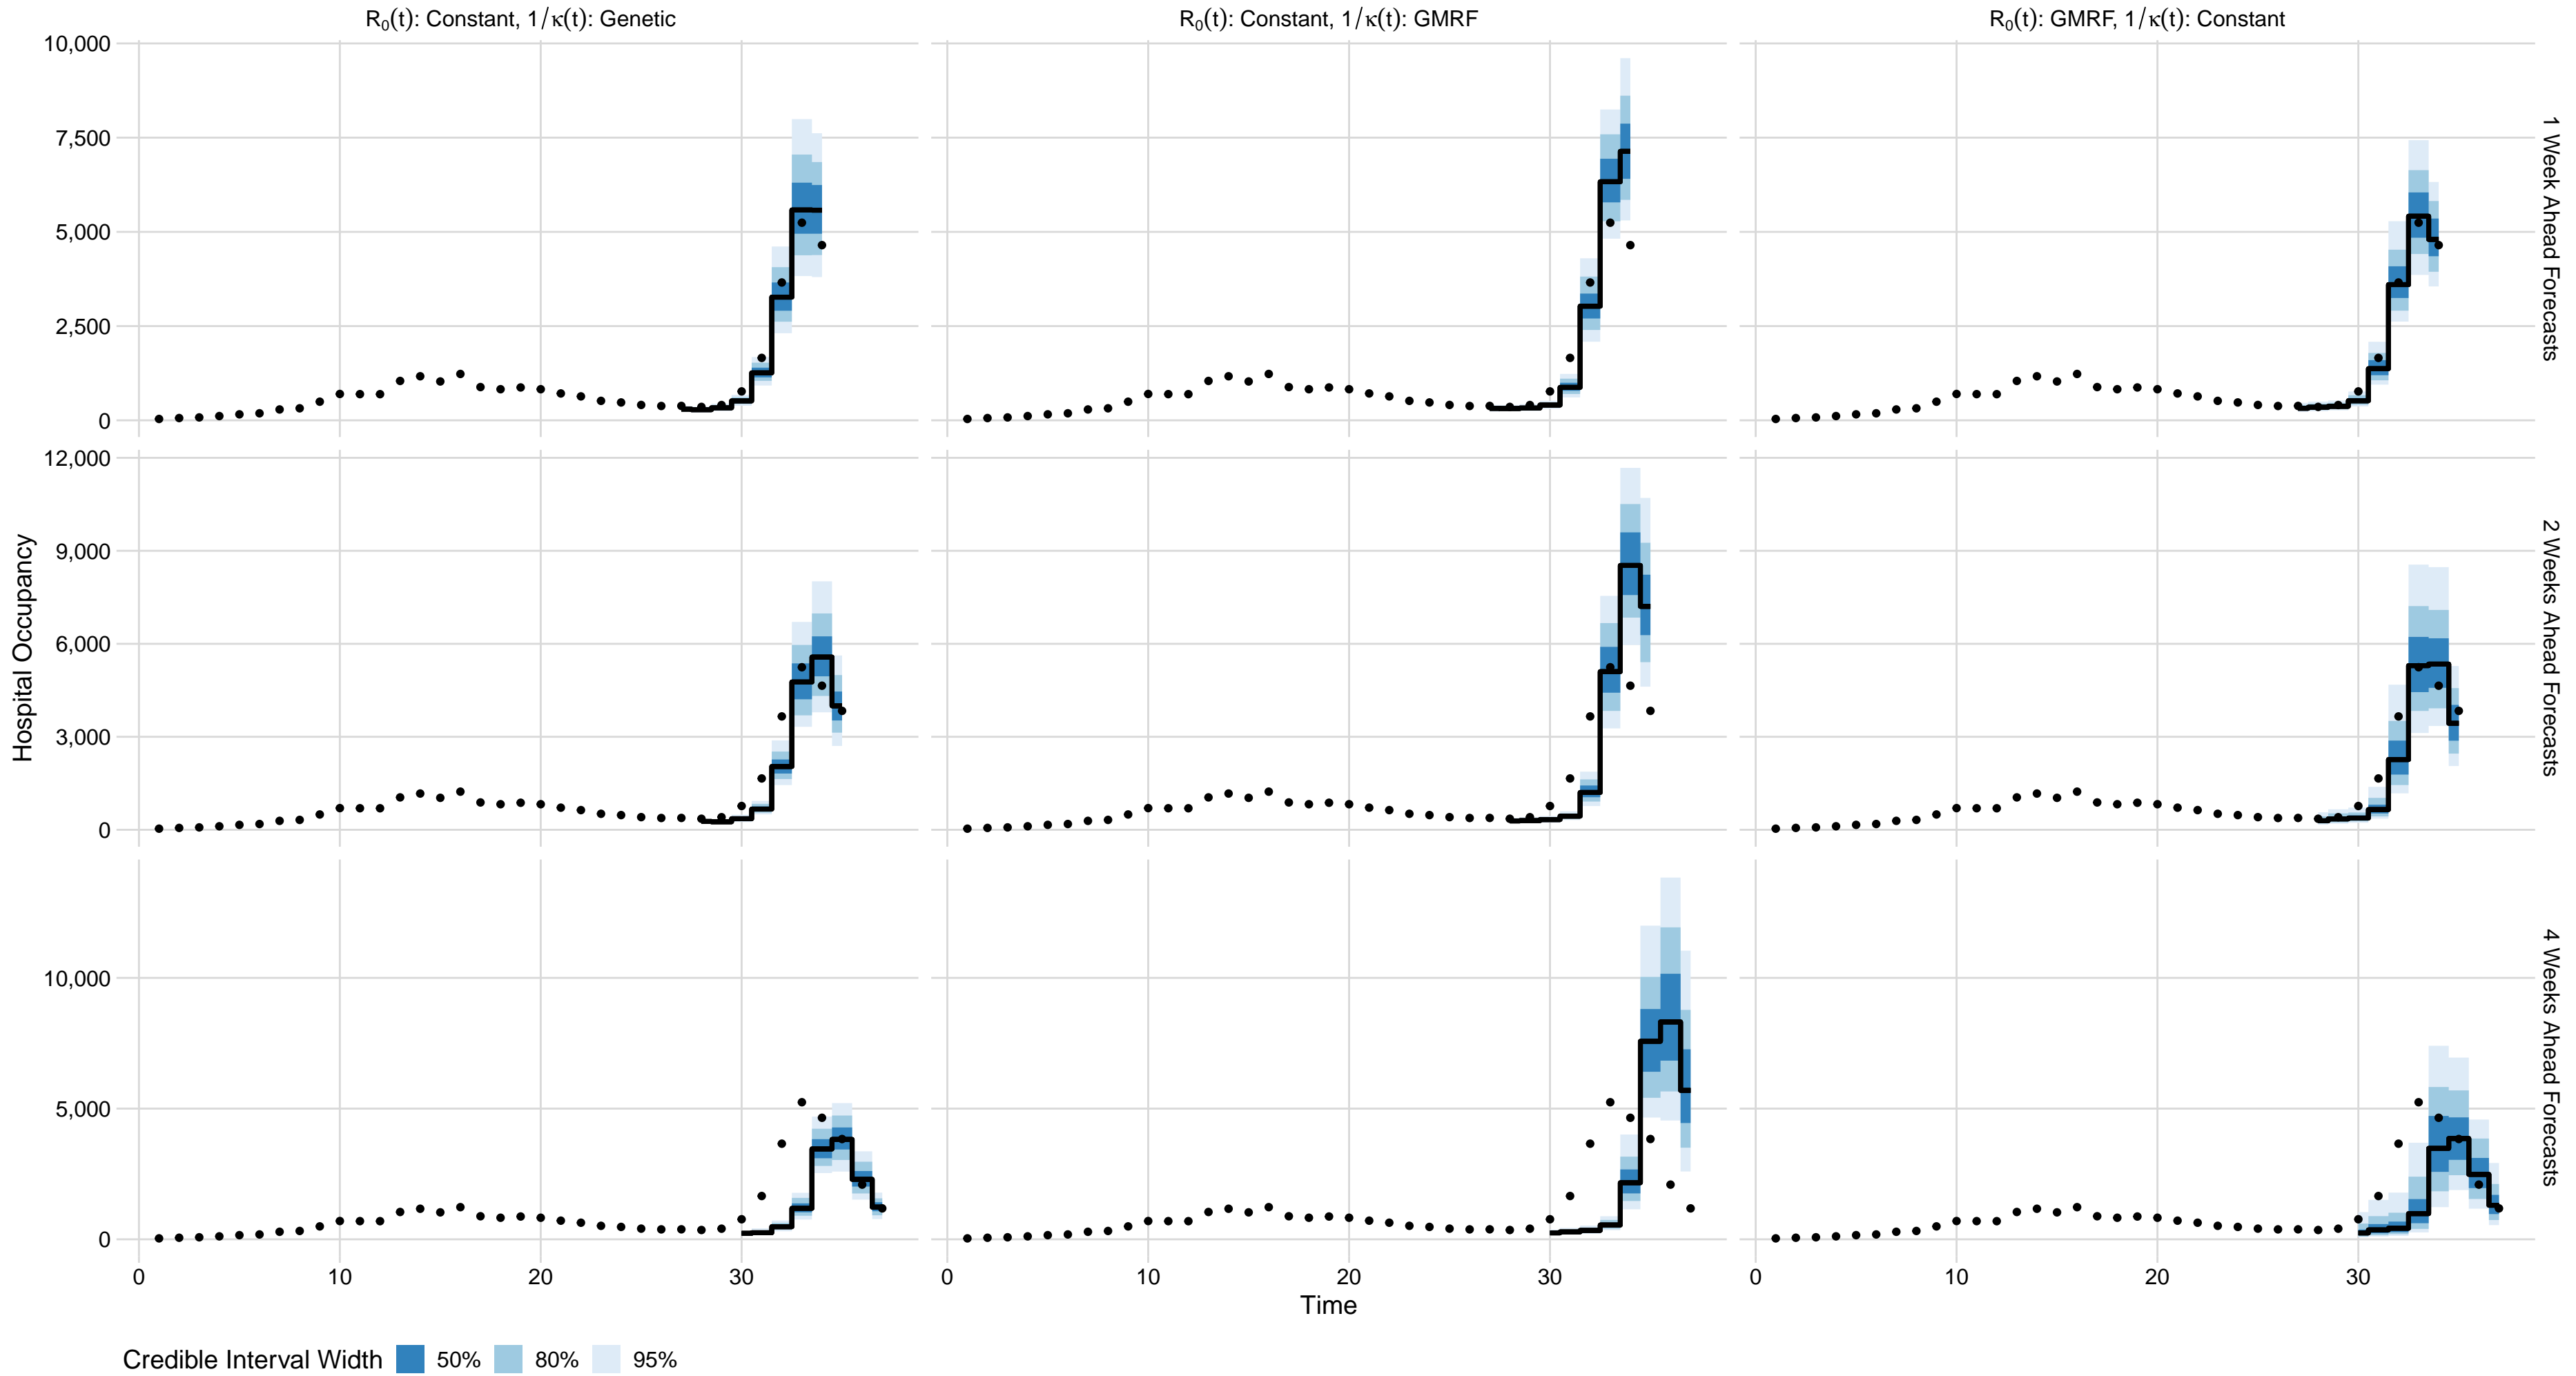 R₀(t): Constant, 1/κ(t): Genetic
R₀(t): Constant, 1/κ(t): GMRF
R₀(t): GMRF, 1/κ(t): Constant
10,000
7,500
5,000
2,500
0
1 Week Ahead Forecasts
12,000
9,000
6,000
3,000
0
2 Weeks Ahead Forecasts
Hospital Occupancy
10,000
5,000
0
4 Weeks Ahead Forecasts
0 10 20 30 0 10 20 30 0 10 20 30
Time
Credible Interval Width 50% 80% 95%